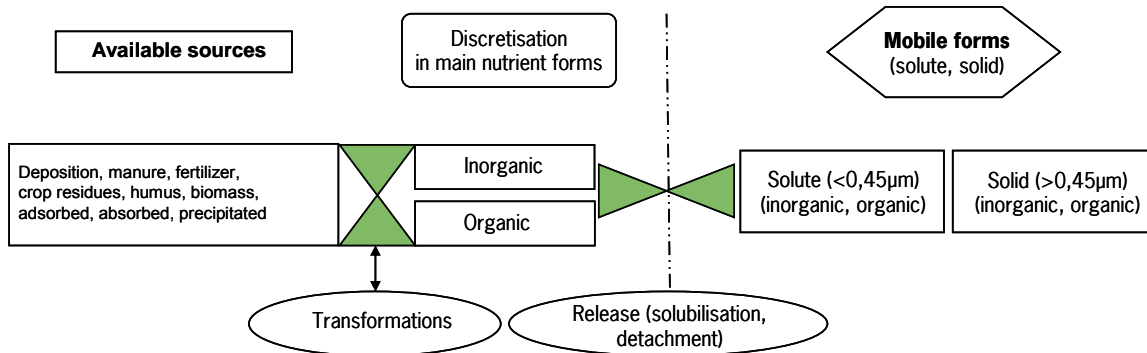 Available sources
Discretisation
in main nutrient forms
Mobile forms
(solute, solid)
Deposition, manure, fertilizer,
crop residues, humus, biomass,
adsorbed, absorbed, precipitated
Inorganic
Organic
Solute (<0,45µm)
(inorganic, organic)
Solid (>0,45µm)
(inorganic, organic)
Transformations
Release (solubilisation,
detachment)